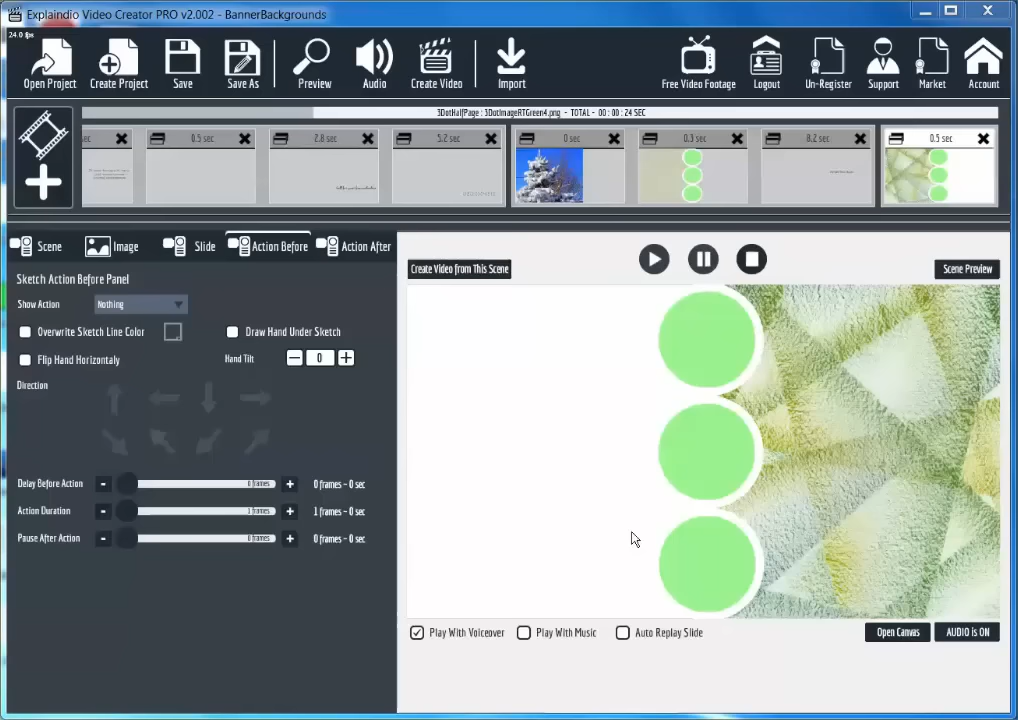 Explaindio Video Creator PRO v2.002 - BannerBackgrounds
24.0 fps
Open Project
Create Project
Save
Save As
Preview
Audio
Create Video
Import
Free Video Footage
Logout
Un-Register
Support
Market
Account
3DotHalfPage : 3DotImageRTGreen4.png - TOTAL - 00 : 00 : 24 SEC
sec
0.5 sec
2.8 sec
5.2 sec
0 sec
0.3 sec
8.2 sec
0.5 sec
Scene
Image
Slide
Action Before
Action After
Sketch Action Before Panel
Show Action
Nothing
Overwrite Sketch Line Color
Draw Hand Under Sketch
Flip Hand Horizontaly
Hand Tilt
0
Direction
Delay Before Action
0 frames
0 frames - 0 sec
Action Duration
1 frames
1 frames - 0 sec
Pause After Action
0 frames
0 frames - 0 sec
Create Video from This Scene
Scene Preview
Play With Voiceover
Play With Music
Auto Replay Slide
Open Canvas
AUDIO is ON